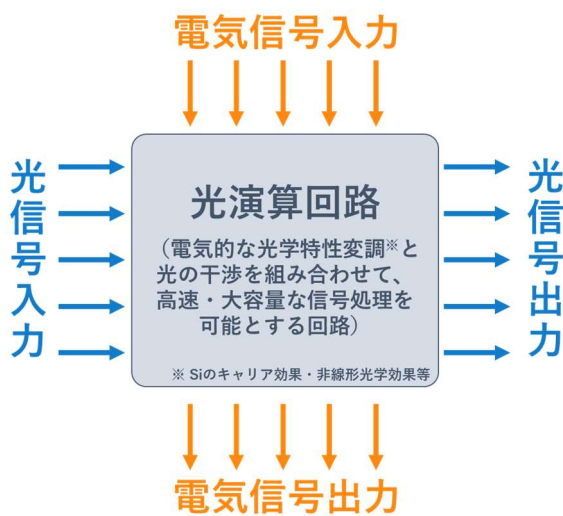 電気信号入力
光信号入力
光演算回路
（電気的な光学特性変調※と
光の干渉を組み合わせて、
高速・大容量な信号処理を
可能とする回路）
※ Siのキャリア効果・非線形光学効果等
光信号出力
電気信号出力